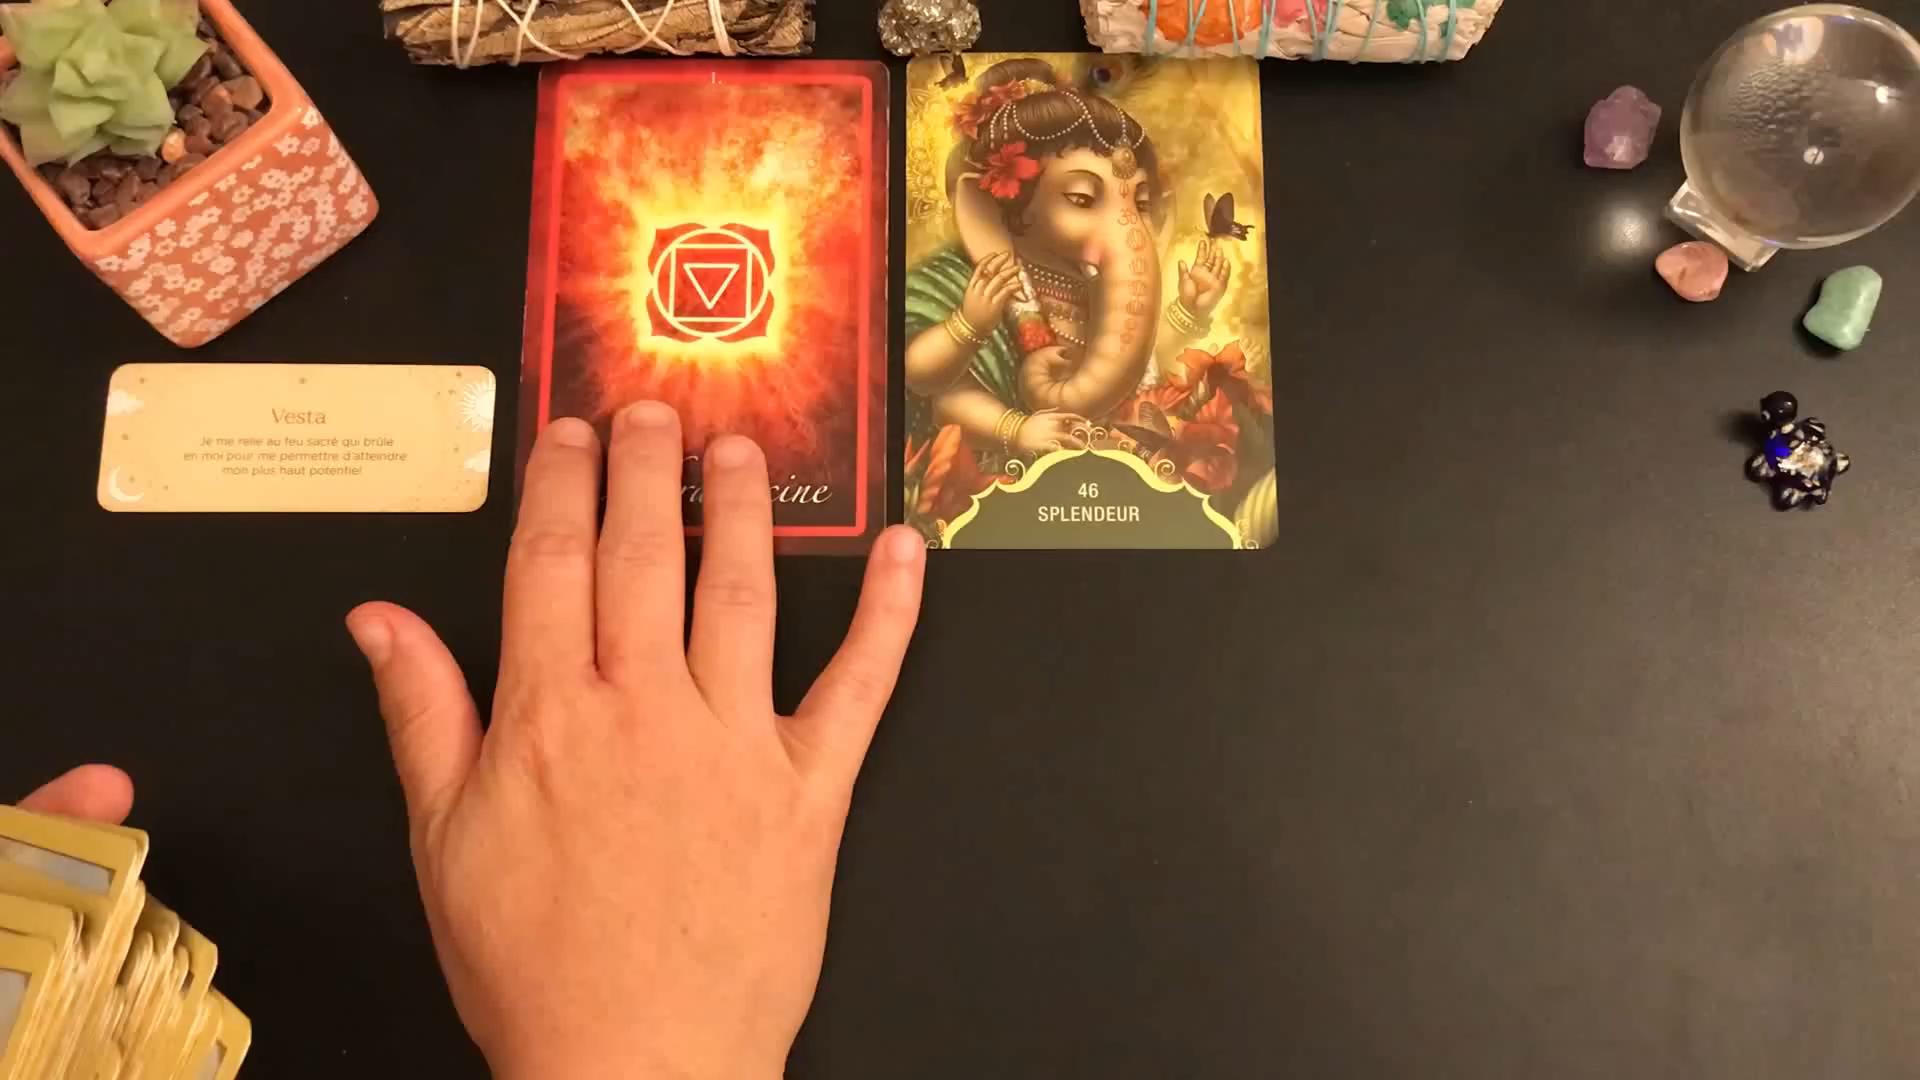 I.
Vesta
Je me relie au feu sacré qui brûle
en moi pour me permettre d'atteindre
mon plus haut potentiel
46
SPLENDEUR